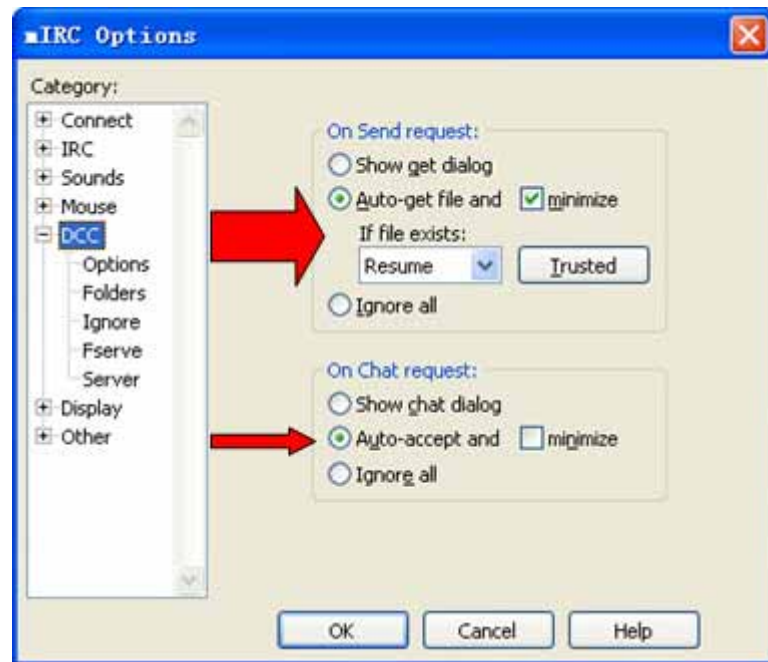 mIRC Options
Category:
Connect
IRC
Sounds
Mouse
DCC
Options
Folders
Ignore
Fserve
Server
Display
Other
On Send request:
Show get dialog
Auto-get file and minimize
If file exists:
Resume Trusted
Ignore all
On Chat request:
Show chat dialog
Auto-accept and minimize
Ignore all
OK Cancel Help